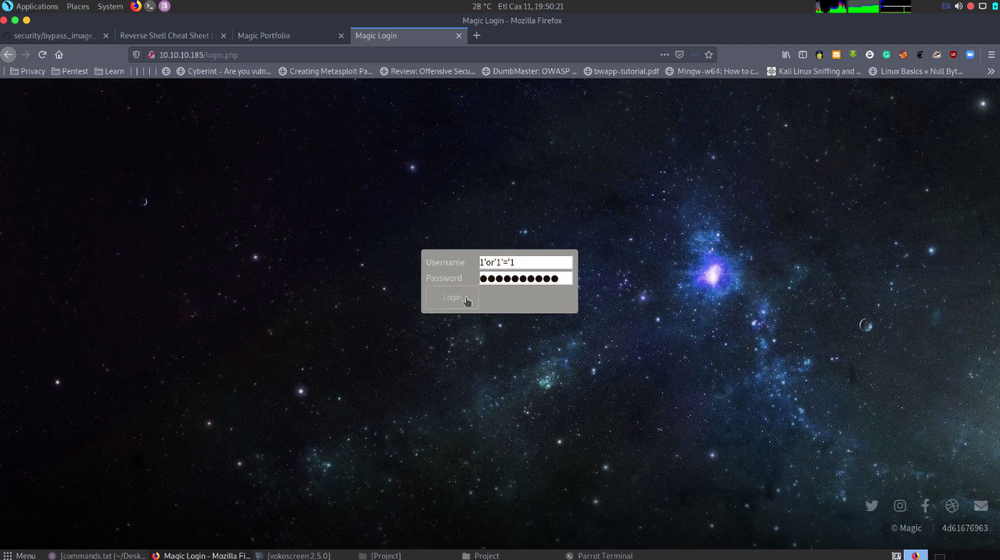 Applications Places System 28 °C Etl Cax 11, 19:50:21 EN
Magic Login - Mozilla Firefox
security/bypass_image_ Reverse Shell Cheat Sheet | Magic Portfolio Magic Login
10.10.10.185/login.php
Privacy Pentest Learn Cyberint - Are you vuln... Creating Metasploit Pa... Review: Offensive Secu... DumbMaster: OWASP ... bwapp-tutorial.pdf Mingw-w64: How to c... Kali Linux Sniffing and ... Linux Basics « Null Byt...
Username 1'or'1'='1
Password ●●●●●●●●●●
Login
© Magic 4d61676963
Menu [commands.txt (~/Desk... Magic Login - Mozilla Fi... [vokoscreen 2.5.0] [Project] Project Parrot Terminal